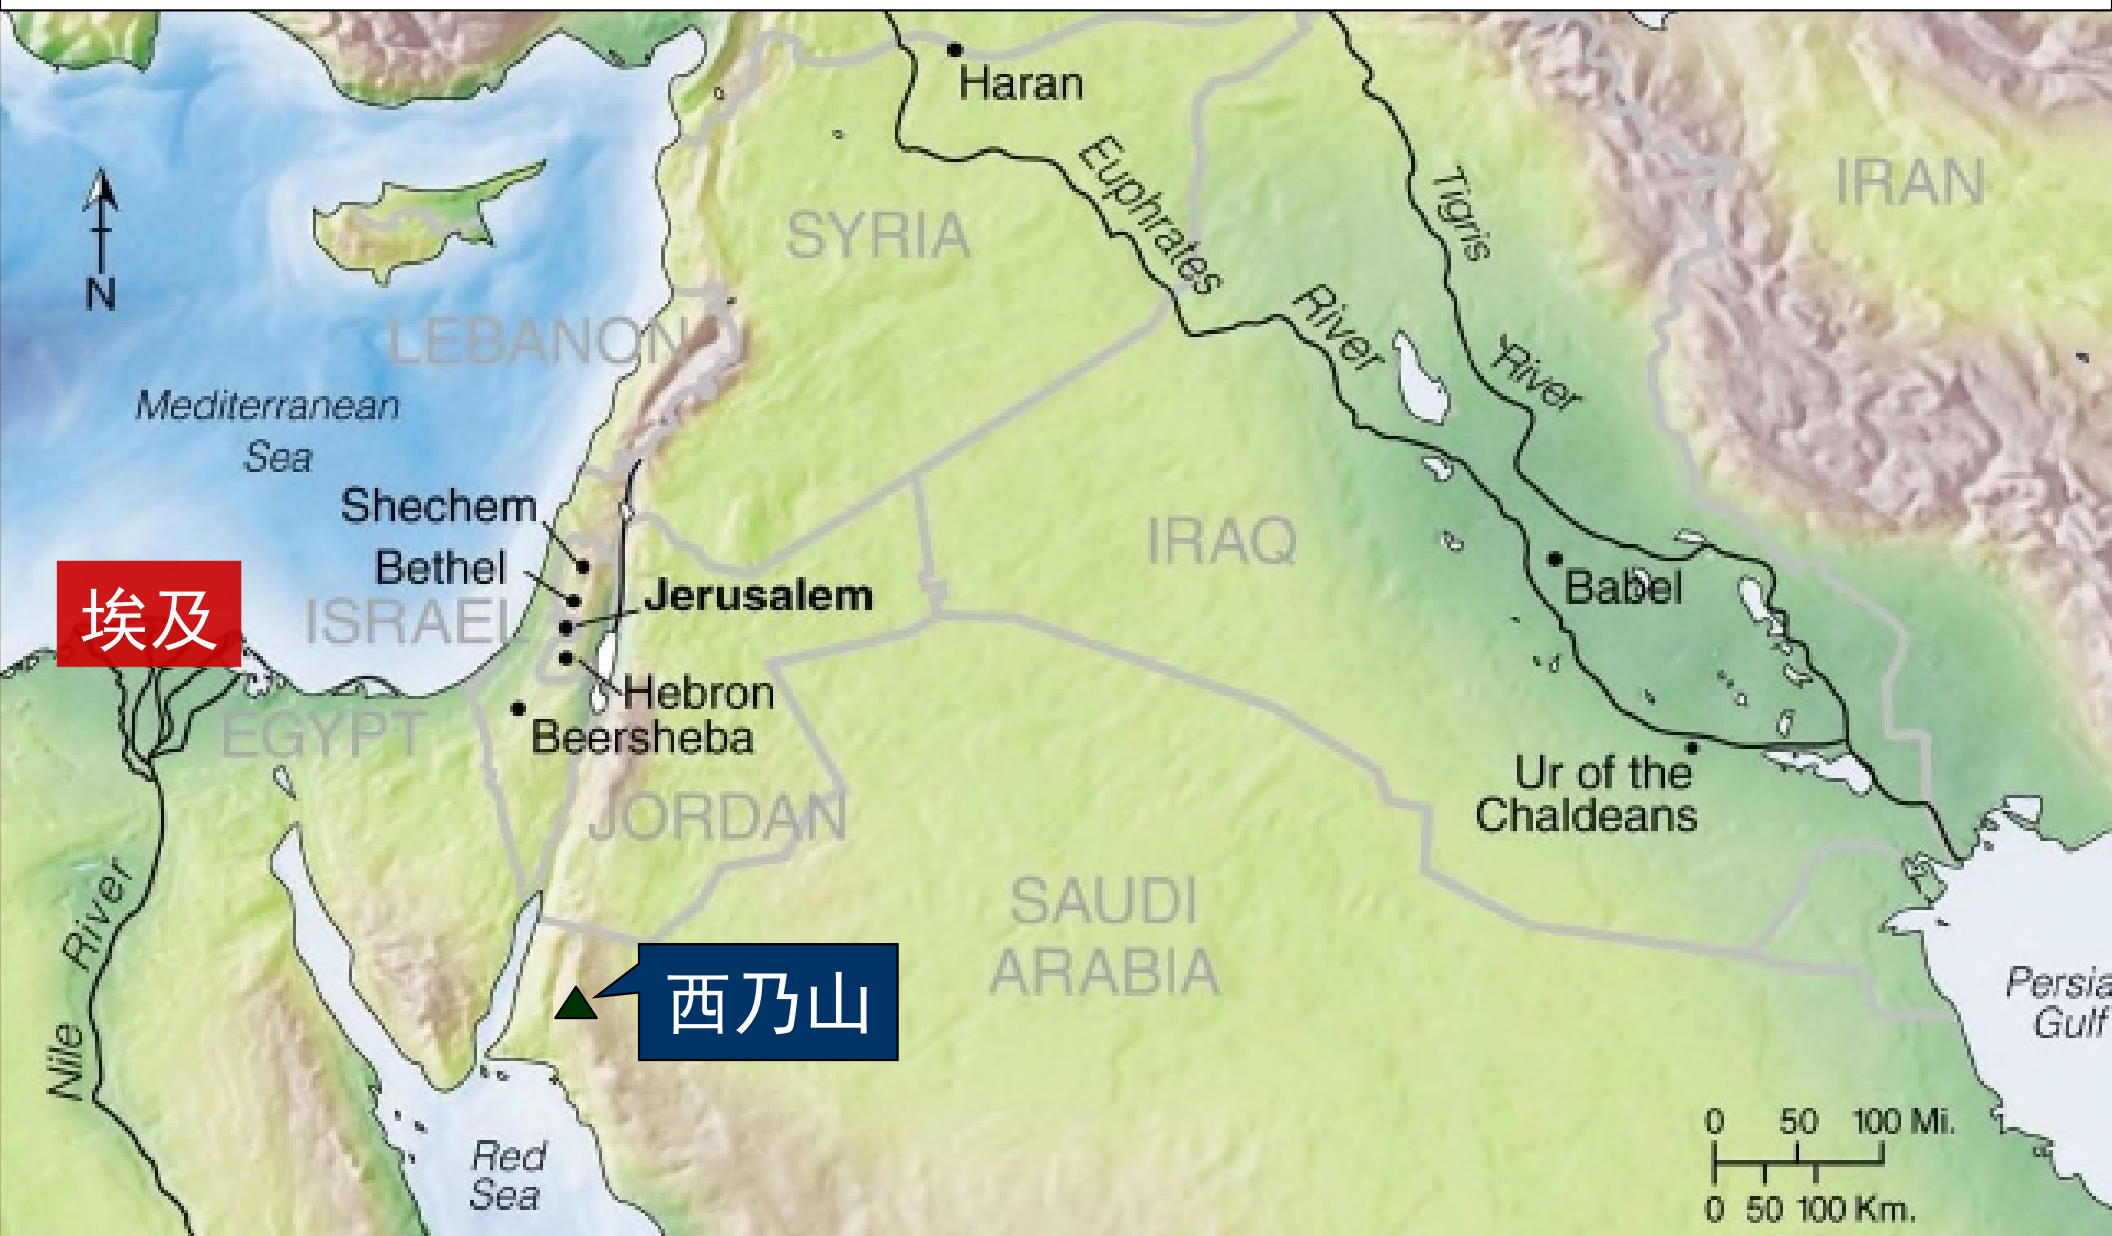 Haran
Euphrates
River
Tigris
River
IRAN
SYRIA
N
LEBANON
Mediterranean
Sea
Shechem
Bethel
ISRAEL
Jerusalem
IRAQ
Babel
埃及
Hebron
Beersheba
EGYPT
JORDAN
Ur of the
Chaldeans
Nile River
SAUDI
ARABIA
西乃山
Persia
Gulf
Red
Sea
0 50 100 Mi.
0 50 100 Km.